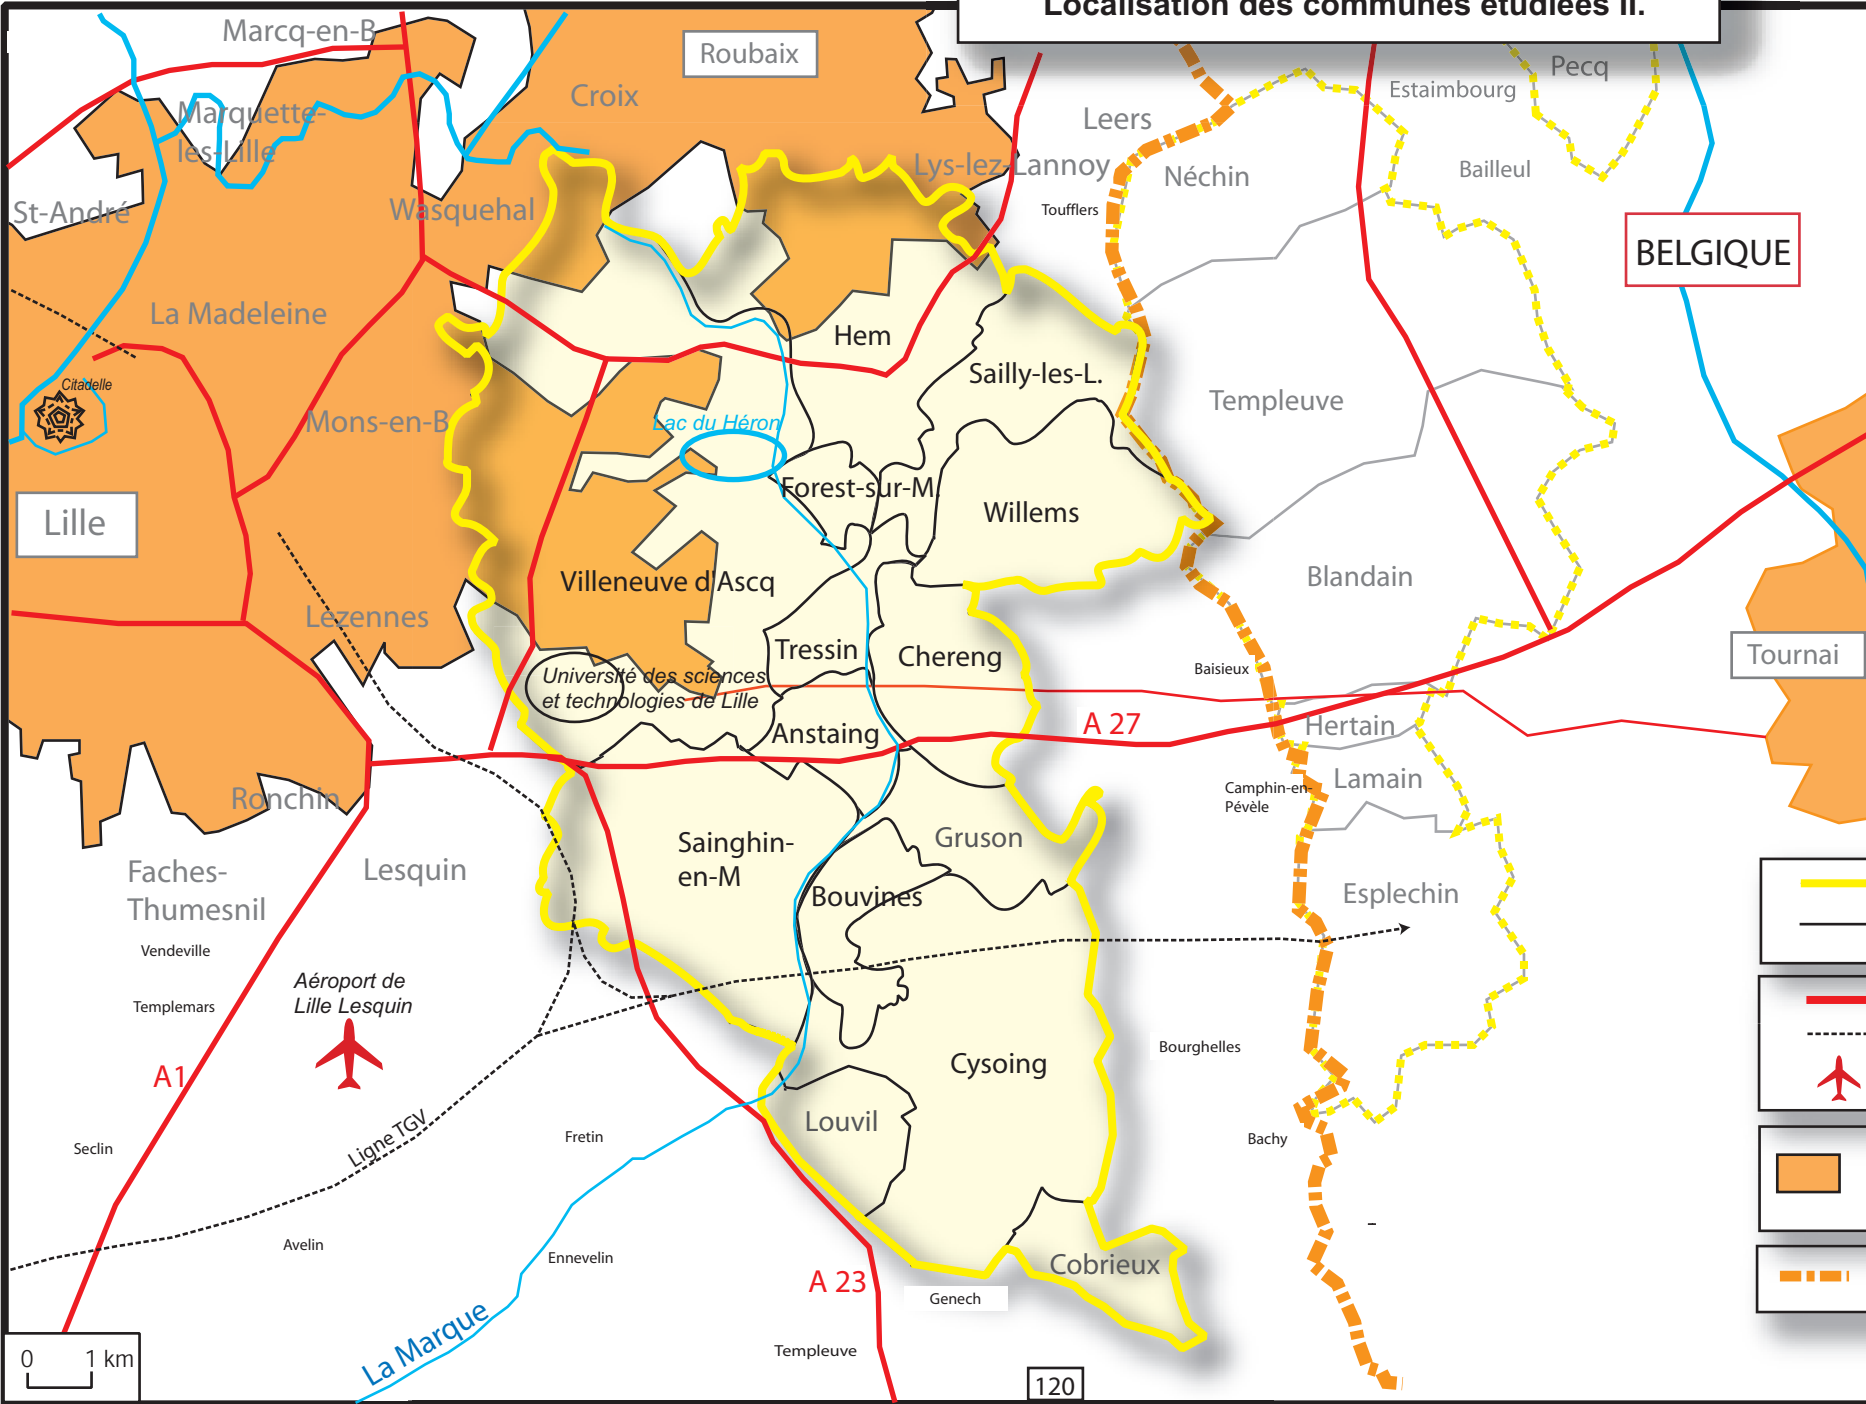 Localisation des communes étudiées II.
Marcq-en-B
Roubaix
Croix
Pecq
Estaimbourg
Marquette-
les-Lille
Leers
Lys-lez-Lannoy
Néchin
Bailleul
St-André
Wasquehal
Toufflers
BELGIQUE
La Madeleine
Hem
Sailly-les-L.
Citadelle
Mons-en-B
Lac du Héron
Templeuve
Forest-sur-M.
Willems
Lille
Villeneuve d'Ascq
Blandain
Lezennes
Tressin
Chereng
Baisieux
Tournai
Université des sciences
et technologies de Lille
Anstaing
A 27
Hertain
Ronchin
Lamain
Camphin-en-
Pévèle
Sainghin-
en-M
Gruson
Faches-
Thumesnil
Lesquin
Bouvines
Esplechin
Vendeville
Aéroport de
Lille Lesquin
Templemars
Bourghelles
Cysoing
A1
Louvil
Ligne TGV
Fretin
Bachy
Seclin
Avelin
Ennevelin
Cobrieux
A 23
Genech
La Marque
Templeuve
0 1 km
120